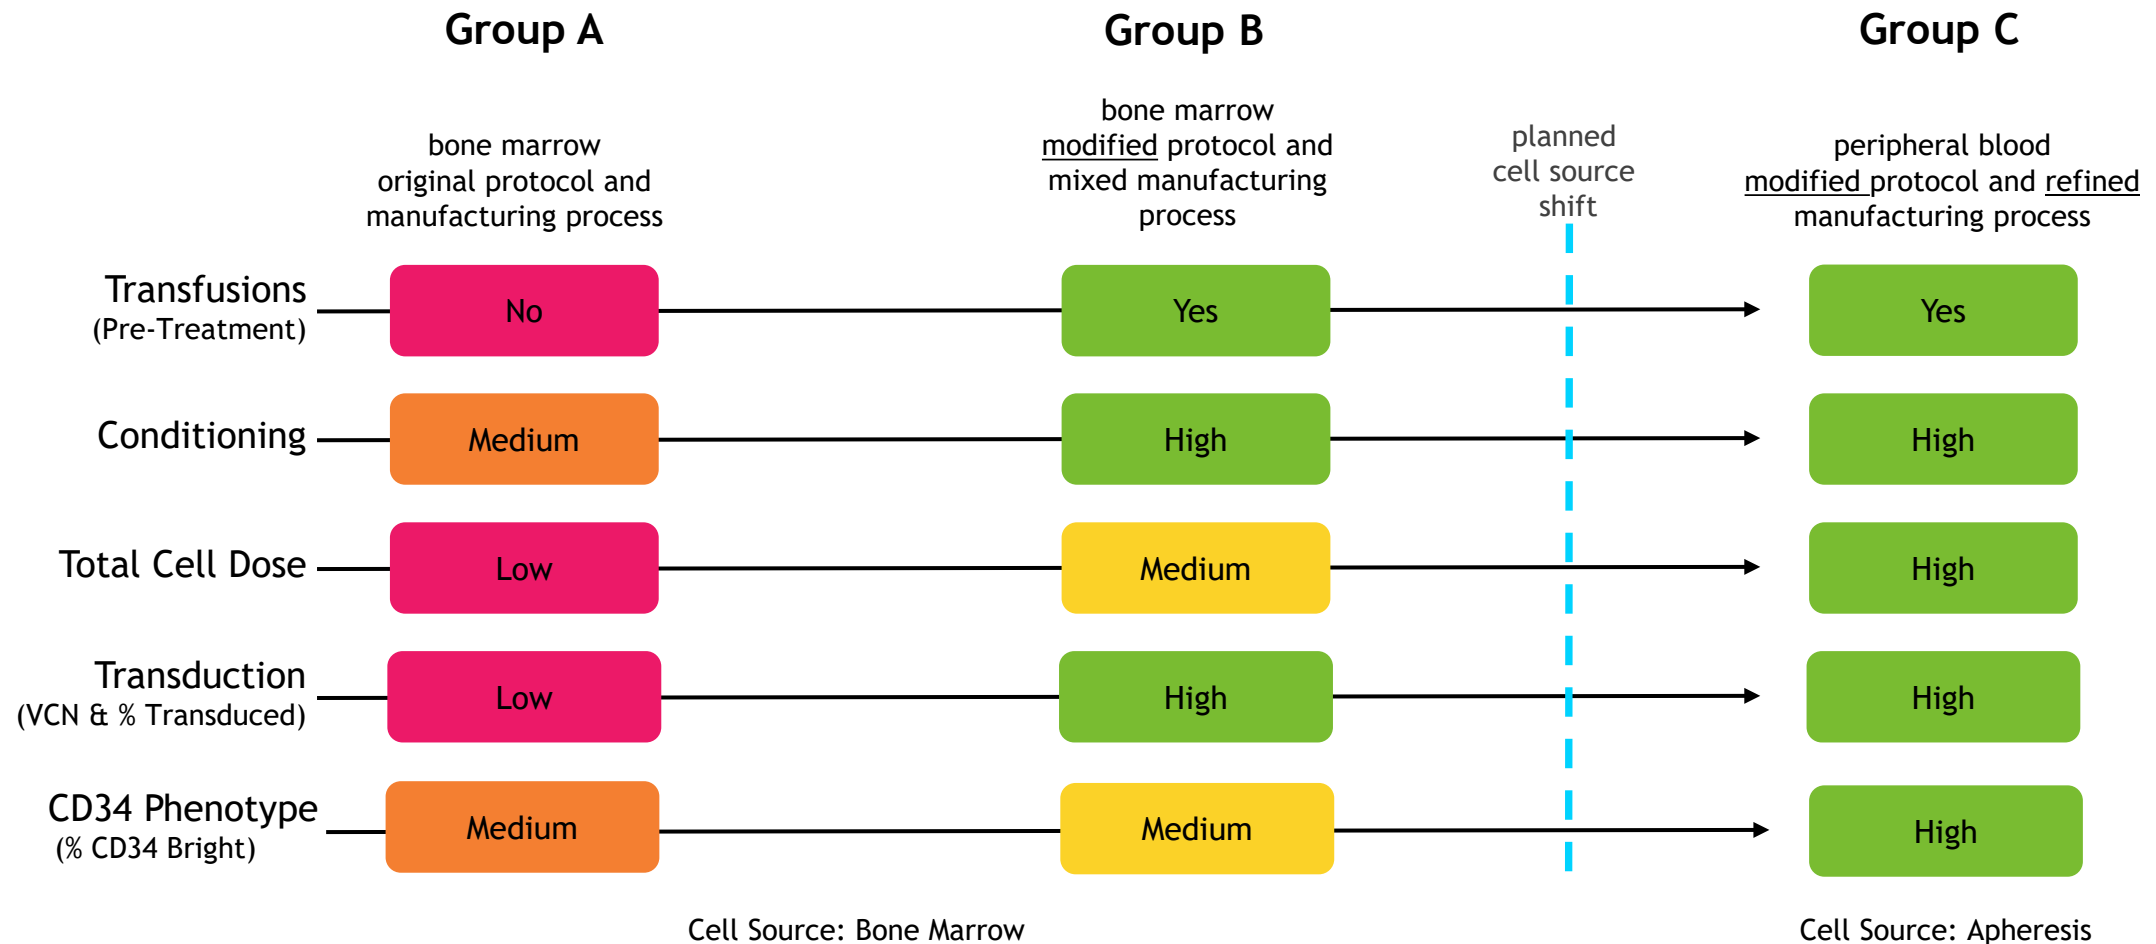 Group A
Group B
Group C
bone marrow
original protocol and
manufacturing process
bone marrow
modified protocol and
mixed manufacturing
process
planned
cell source
shift
peripheral blood
modified protocol and refined
manufacturing process
Transfusions
(Pre-Treatment)
No
Yes
Yes
Conditioning
Medium
High
High
Total Cell Dose
Low
Medium
High
Transduction
(VCN & % Transduced)
Low
High
High
CD34 Phenotype
(% CD34 Bright)
Medium
Medium
High
Cell Source: Bone Marrow
Cell Source: Apheresis